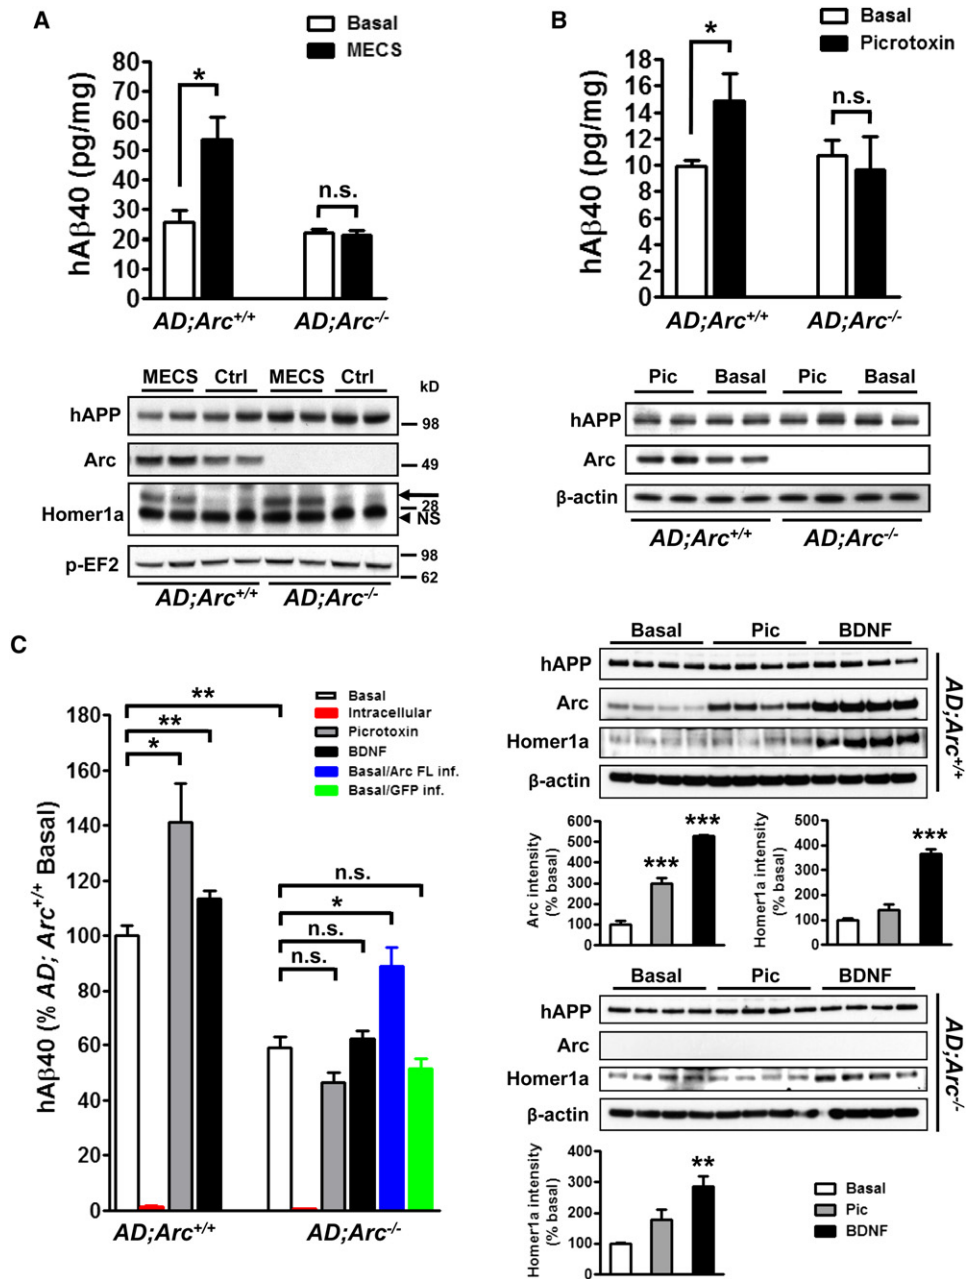 A
Basal
MECS
hAβ40 (pg/mg)
80
70
60
50
40
30
20
10
0
*
n.s.
AD;Arc+/+
AD;Arc-/-
MECS Ctrl MECS Ctrl
kD
hAPP
98
Arc
49
Homer1a
28
NS
p-EF2
98
62
AD;Arc+/+ AD;Arc-/-
B
Basal
Picrotoxin
hAβ40 (pg/mg)
18
16
14
12
10
8
6
4
2
0
*
n.s.
AD;Arc+/+
AD;Arc-/-
Pic Basal Pic Basal
hAPP
Arc
β-actin
AD;Arc+/+ AD;Arc-/-
C
Basal
Intracellular
Picrotoxin
BDNF
Basal/Arc FL inf.
Basal/GFP inf.
hAβ40 (% AD; Arc+/+ Basal)
180
160
140
120
100
80
60
40
20
0
**
**
*
n.s.
*
n.s.
n.s.
AD;Arc+/+
AD;Arc-/-
Basal Pic BDNF
hAPP
Arc
Homer1a
β-actin
AD;Arc+/+
Arc intensity
(% basal)
600
500
400
300
200
100
0
***
***
Homer1a intensity
(% basal)
500
400
300
200
100
0
***
Basal Pic BDNF
hAPP
Arc
Homer1a
β-actin
AD;Arc-/-
Homer1a intensity
(% basal)
400
300
200
100
0
**
Basal
Pic
BDNF